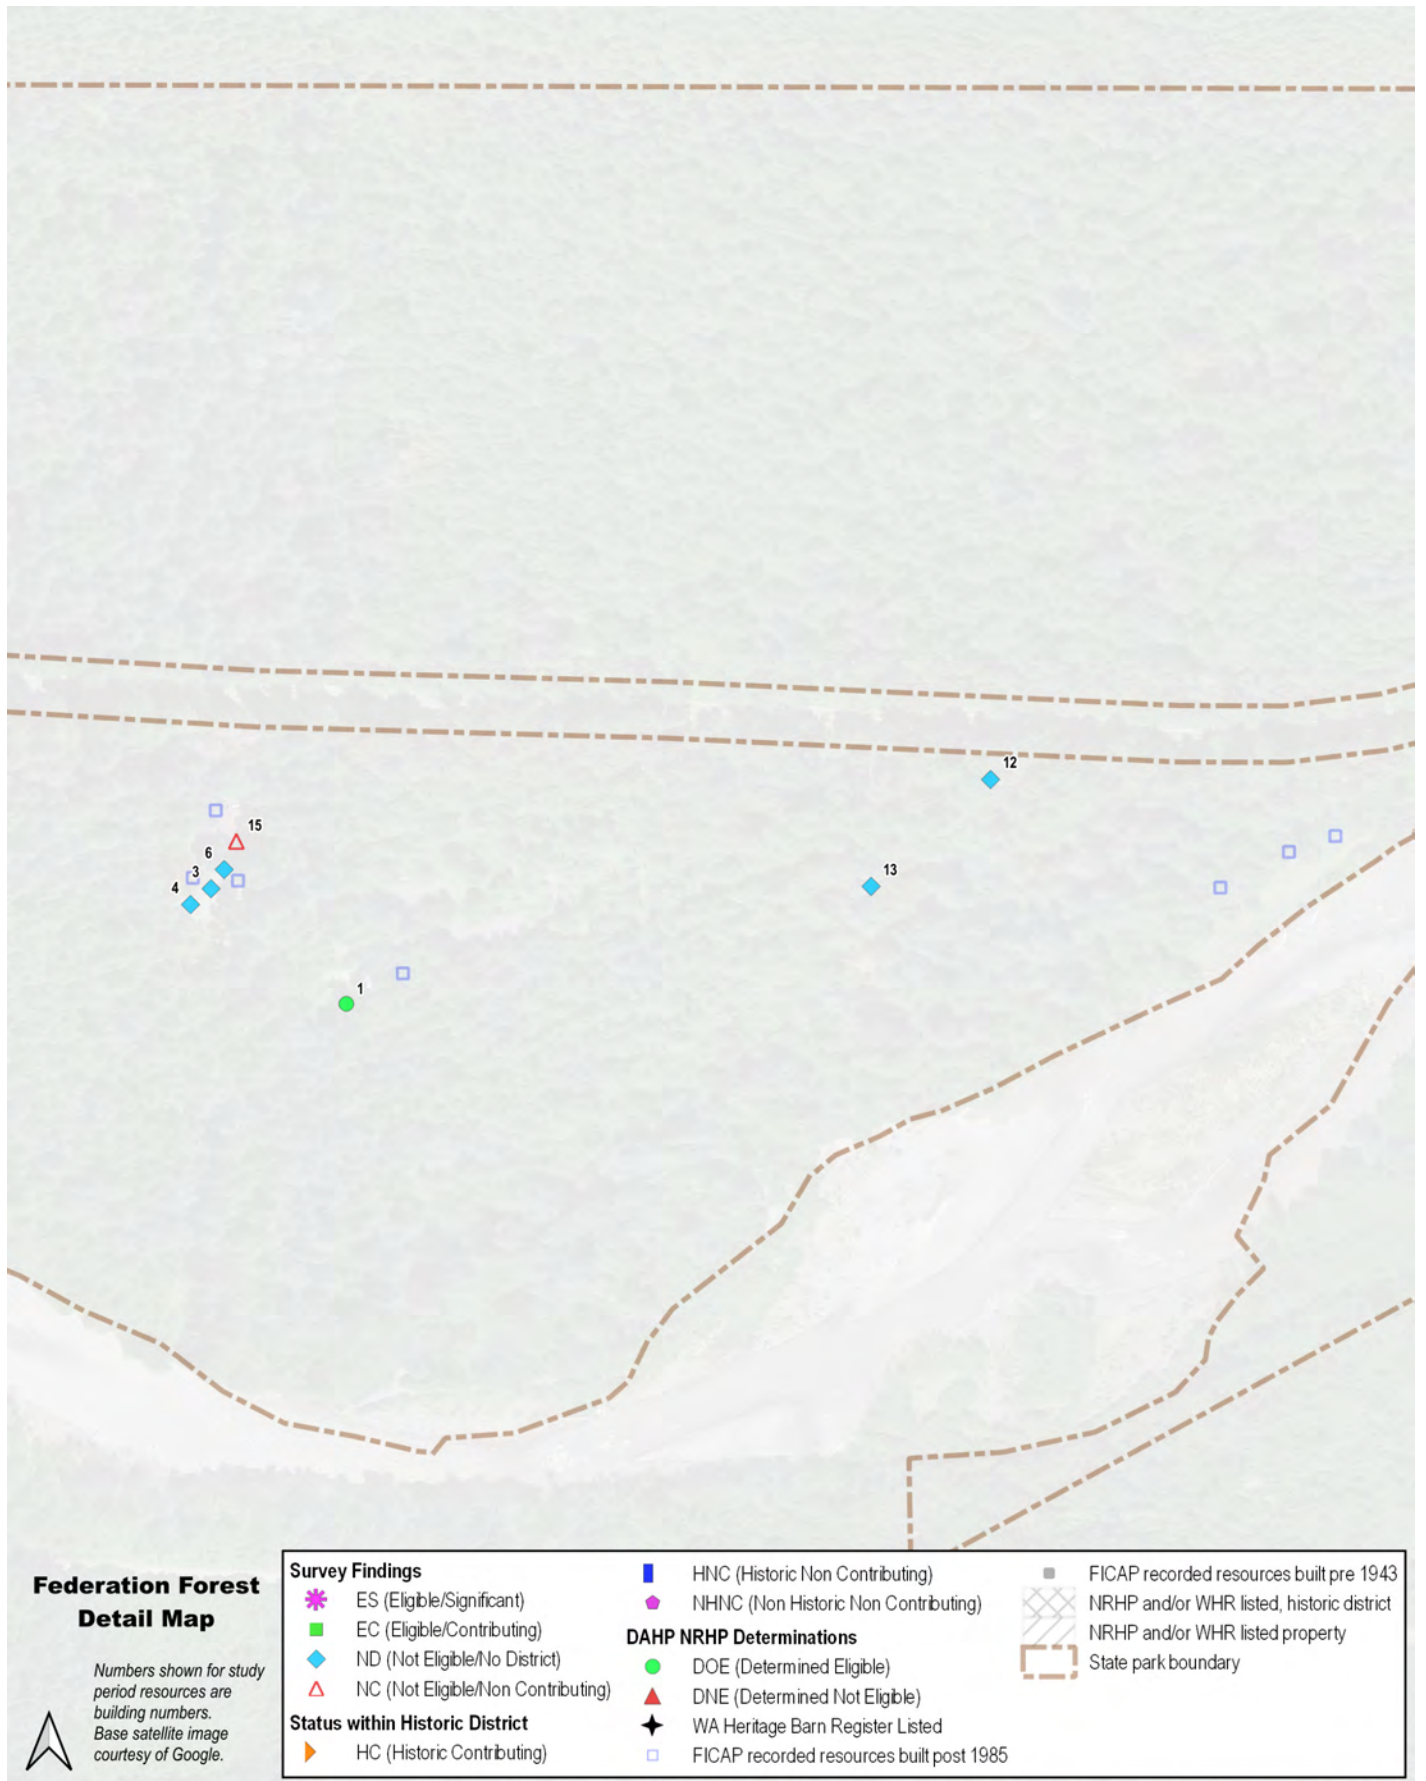 12
15
6
3
4
13
1
Federation Forest
Detail Map
Numbers shown for study
period resources are
building numbers.
Base satellite image
courtesy of Google.
Survey Findings
ES (Eligible/Significant)
EC (Eligible/Contributing)
ND (Not Eligible/No District)
NC (Not Eligible/Non Contributing)
Status within Historic District
HC (Historic Contributing)
HNC (Historic Non Contributing)
NHNC (Non Historic Non Contributing)
DAHP NRHP Determinations
DOE (Determined Eligible)
DNE (Determined Not Eligible)
WA Heritage Barn Register Listed
FICAP recorded resources built post 1985
FICAP recorded resources built pre 1943
NRHP and/or WHR listed, historic district
NRHP and/or WHR listed property
State park boundary